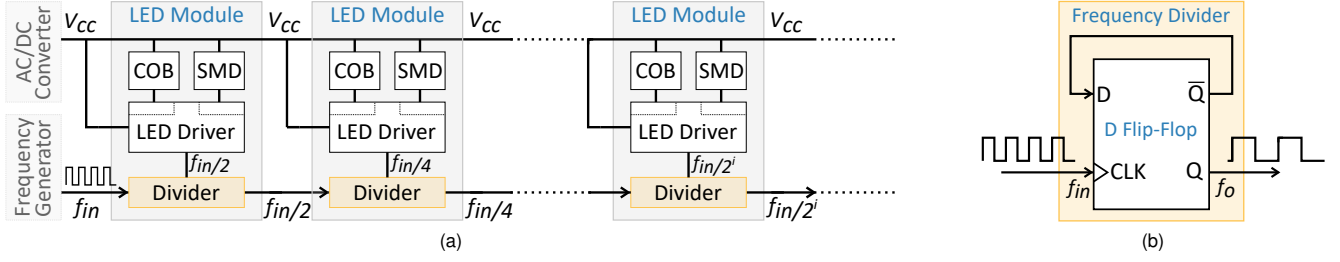 AC/DC
Converter
Frequency
Generator
LED Module
LED Module
LED Module
Vcc
Vcc
Vcc
Vcc
COB
SMD
COB
SMD
COB
SMD
LED Driver
LED Driver
LED Driver
fin/2
fin/4
fin/2ⁱ
Divider
Divider
Divider
fin
fin/2
fin/4
fin/2ⁱ
(a)
Frequency Divider
D
Q̅
D Flip-Flop
CLK
Q
fin
fo
(b)